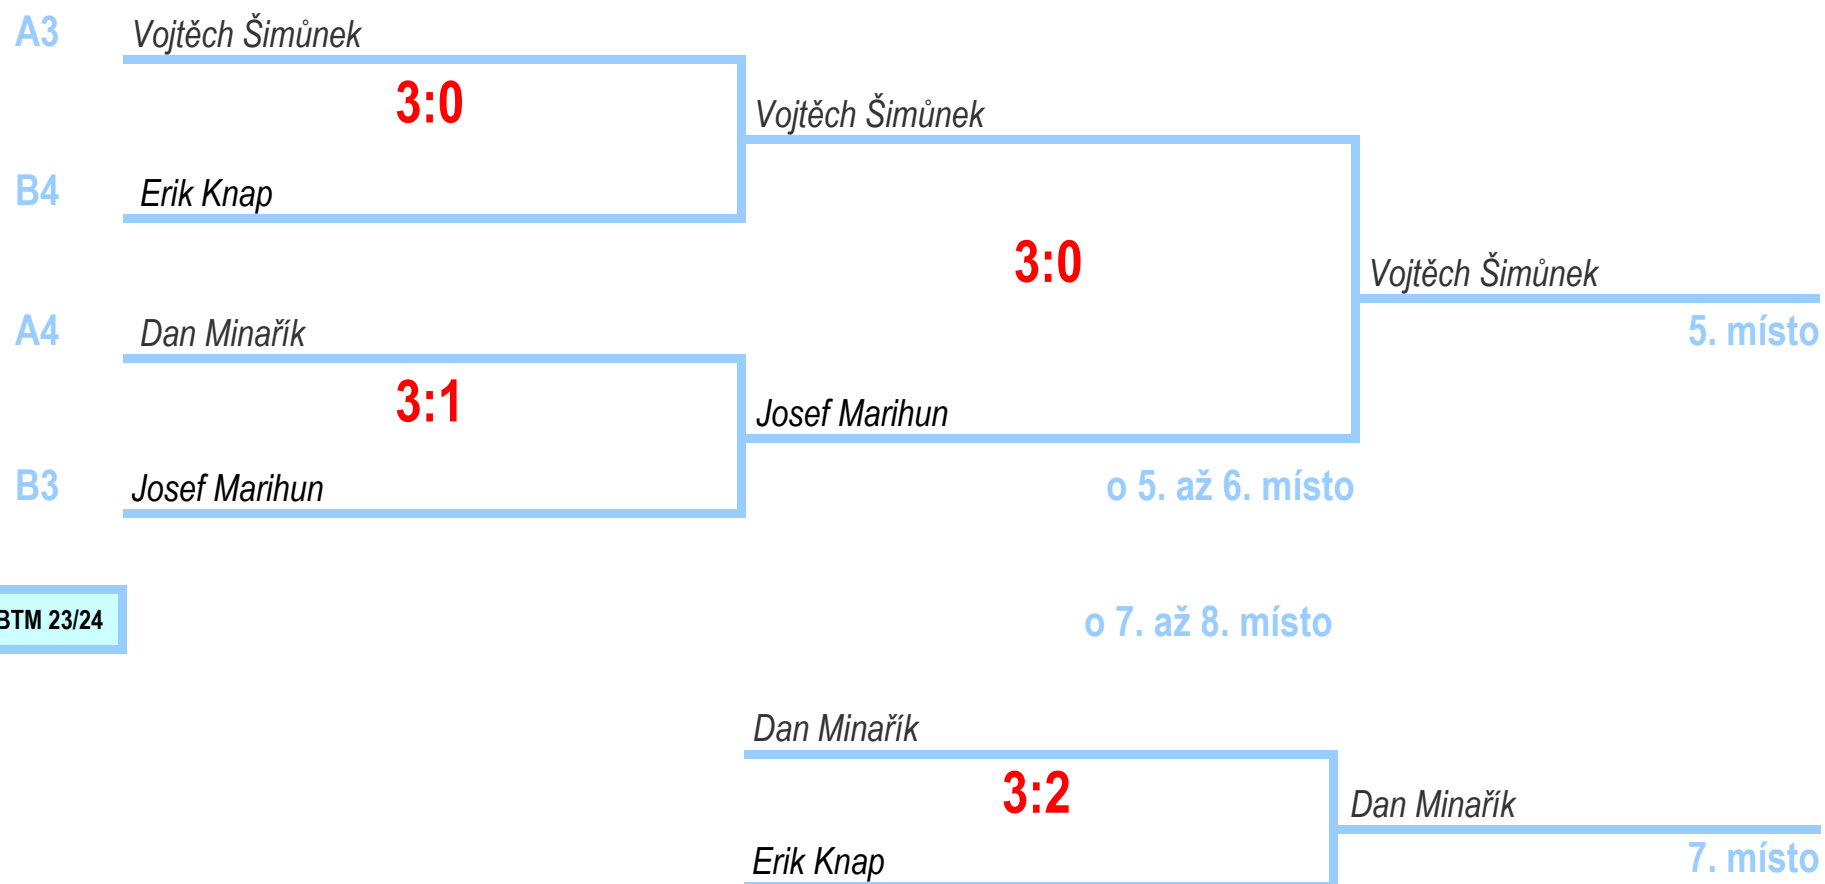 A3 Vojtěch Šimůnek
3:0
Vojtěch Šimůnek
B4 Erik Knap
3:0
Vojtěch Šimůnek
A4 Dan Minařík
5. místo
3:1
Josef Marihun
B3 Josef Marihun
o 5. až 6. místo
BTM 23/24
o 7. až 8. místo
Dan Minařík
3:2
Dan Minařík
Erik Knap
7. místo